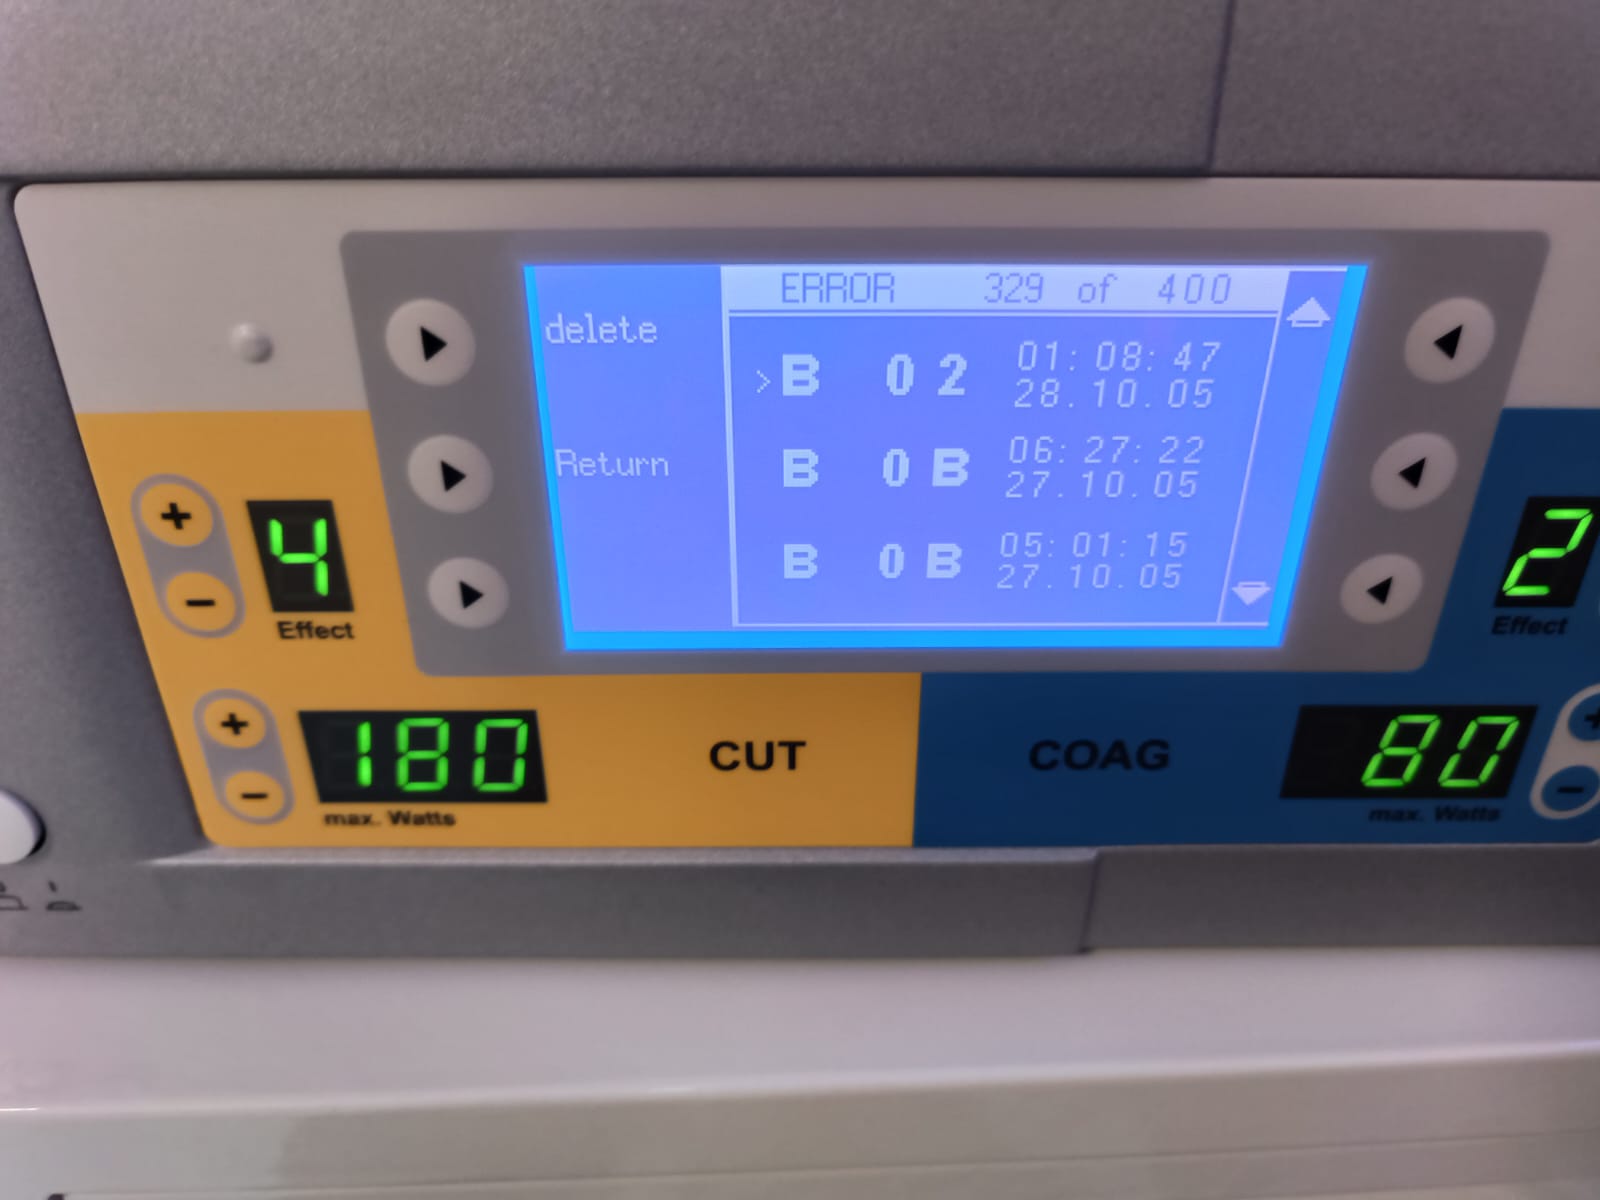 ERROR 329 of 400
delete
>B 02 01:08:47
28.10.05
Return
B 0B 06:27:22
27.10.05
B 0B 05:01:15
27.10.05
+
4
-
Effect
2
Effect
+
180
-
max. Watts
CUT
COAG
80
max. Watts
+
-